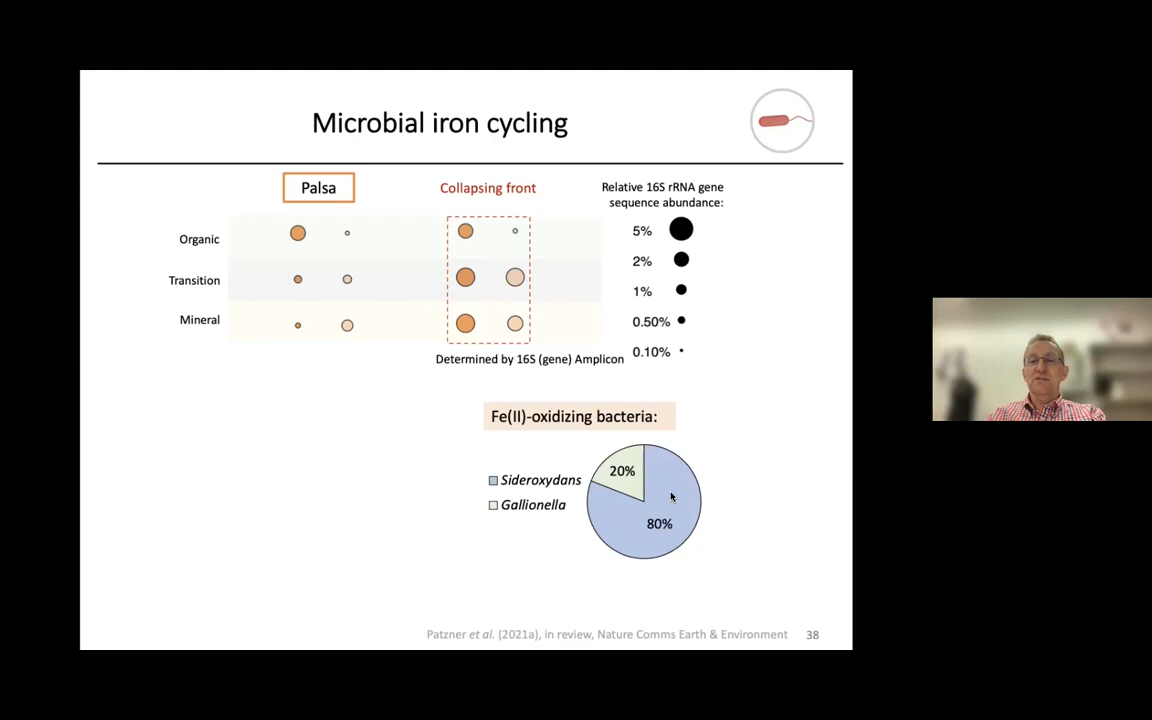 Microbial iron cycling
Palsa
Collapsing front
Relative 16S rRNA gene
sequence abundance:
Organic
Transition
Mineral
5%
2%
1%
0.50%
0.10%
Determined by 16S (gene) Amplicon
Fe(II)-oxidizing bacteria:
Sideroxydans
Gallionella
20%
80%
Patzner et al. (2021a), in review, Nature Comms Earth & Environment
38